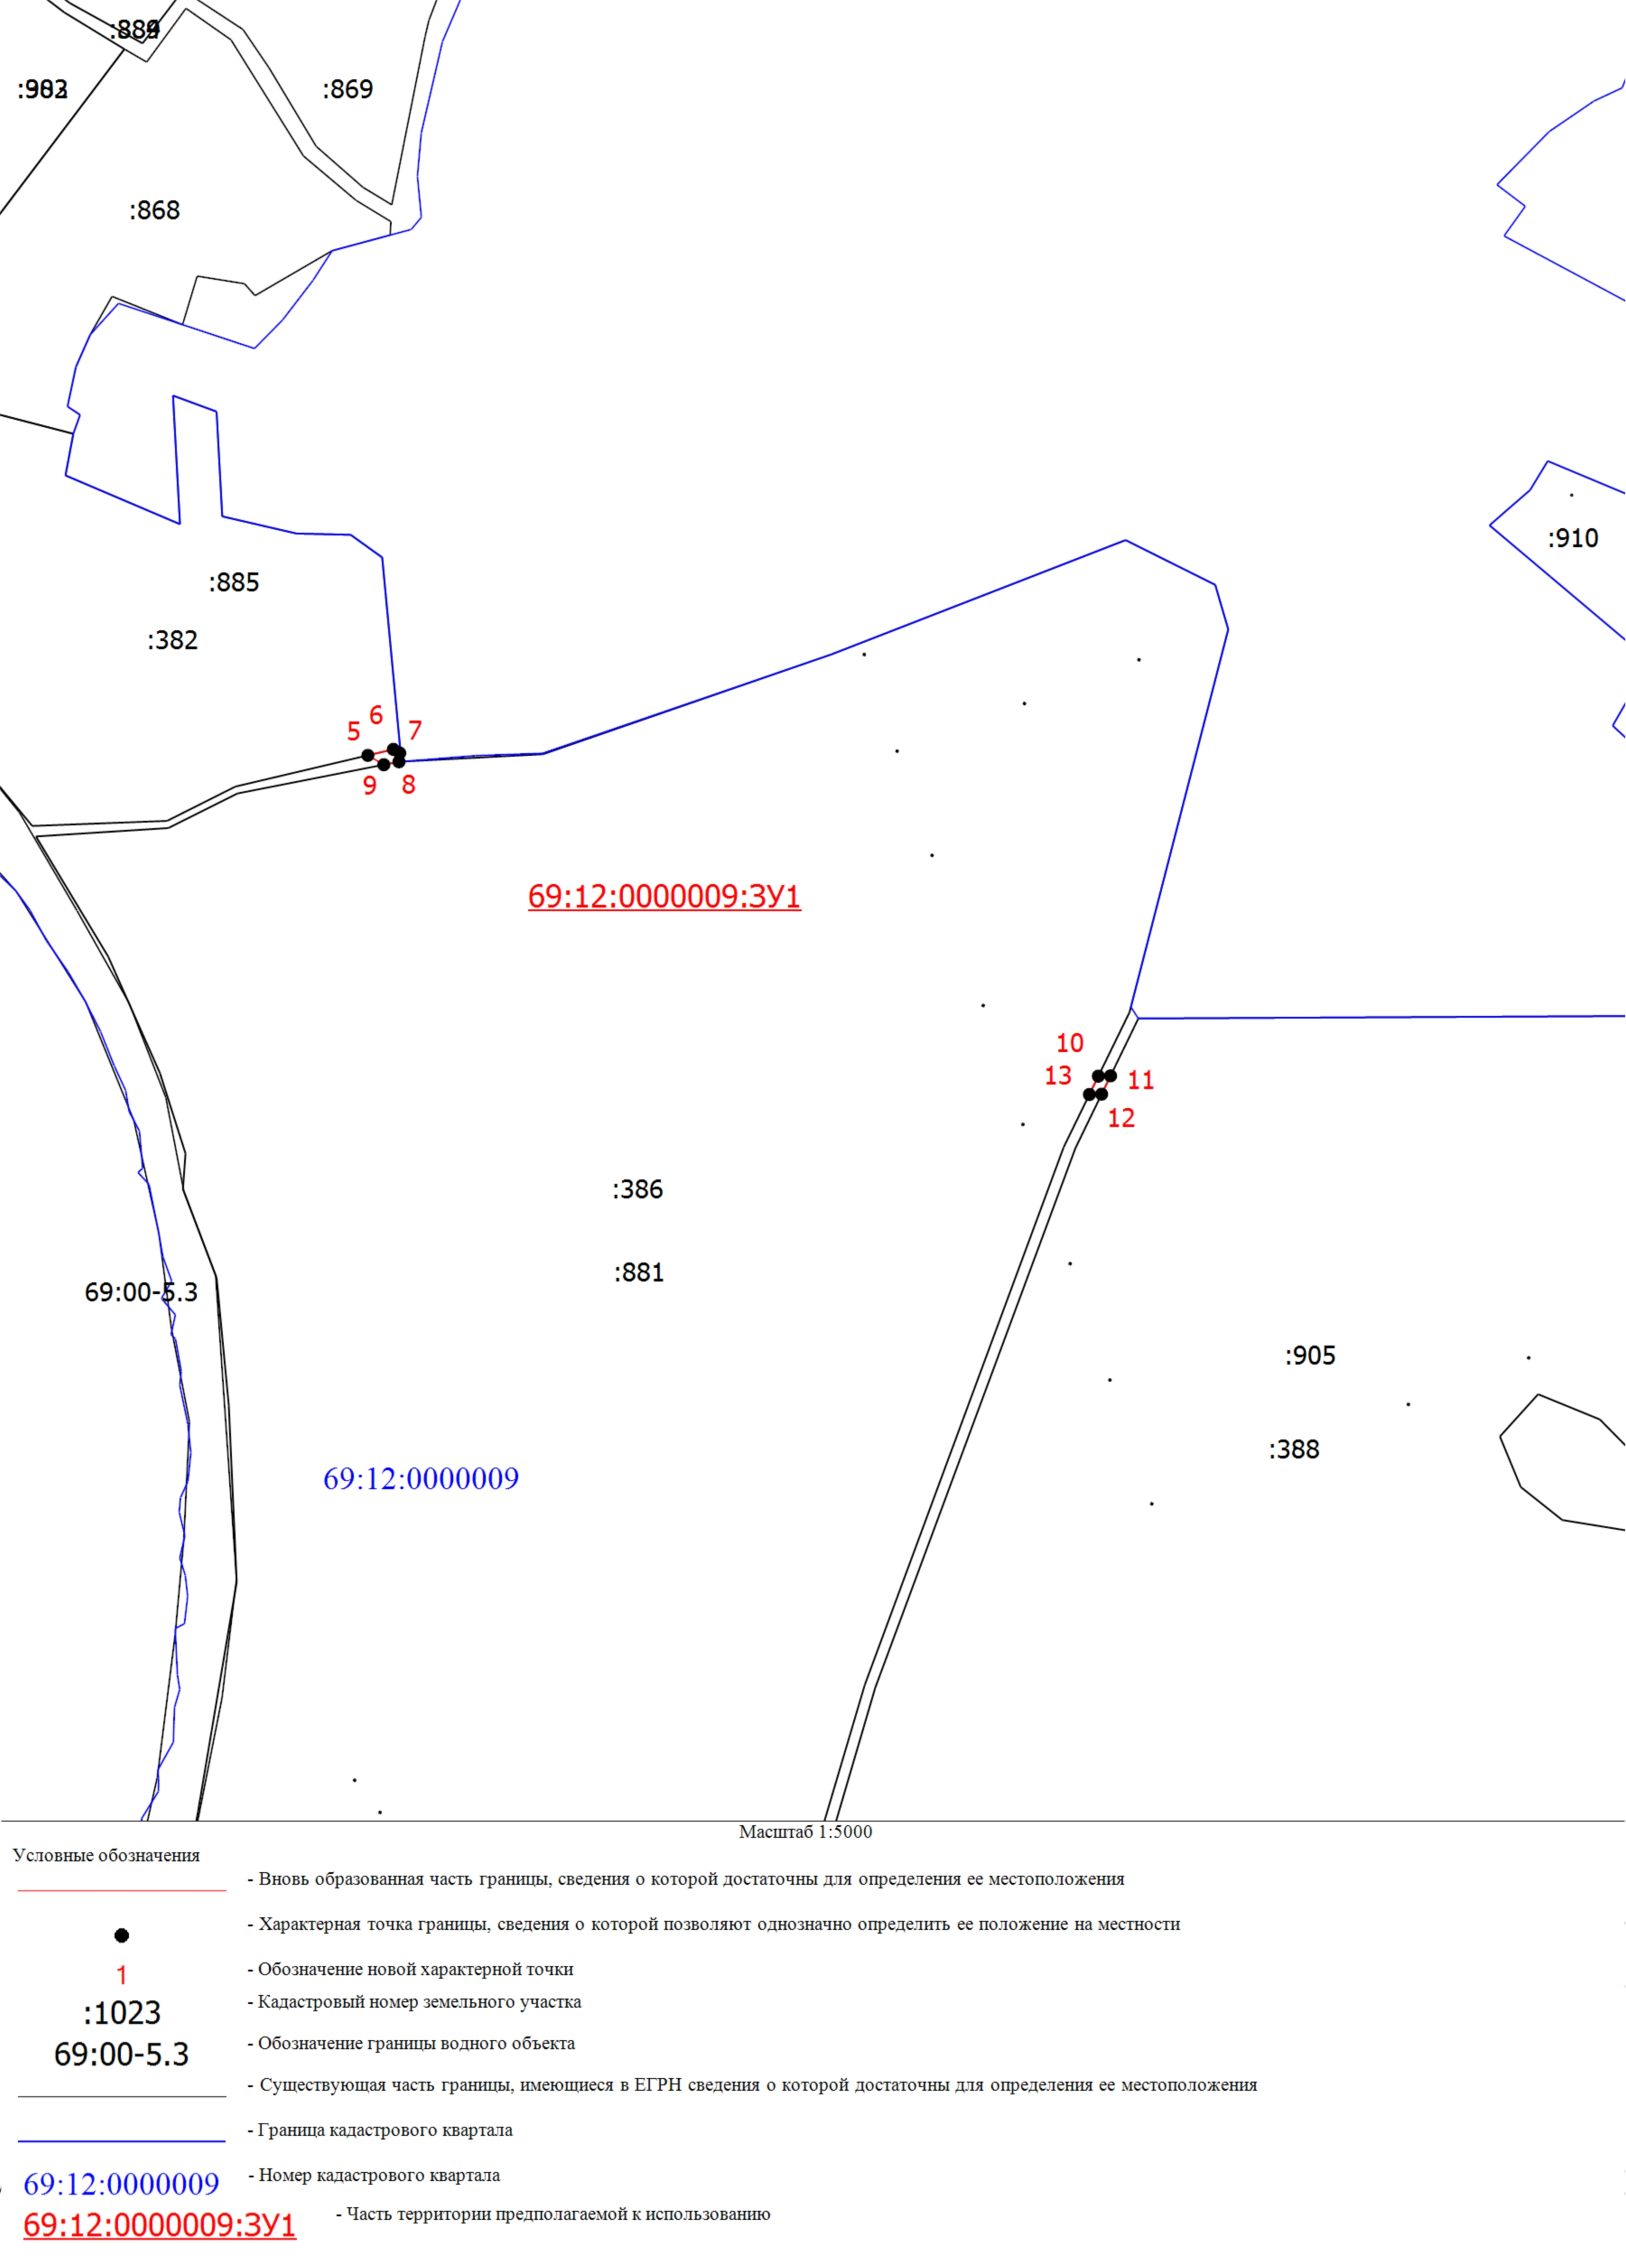 :869
:868
:885
:382
:910
6
5
7
9
8
69:12:0000009:ЗУ1
10
13
11
12
:386
:881
69:00-5.3
:905
:388
69:12:0000009
Масштаб 1:5000
Условные обозначения
- Вновь образованная часть границы, сведения о которой достаточны для определения ее местоположения
- Характерная точка границы, сведения о которой позволяют однозначно определить ее положение на местности
1 - Обозначение новой характерной точки
:1023 - Кадастровый номер земельного участка
69:00-5.3 - Обозначение границы водного объекта
- Существующая часть границы, имеющиеся в ЕГРН сведения о которой достаточны для определения ее местоположения
- Граница кадастрового квартала
69:12:0000009 - Номер кадастрового квартала
69:12:0000009:ЗУ1 - Часть территории предполагаемой к использованию